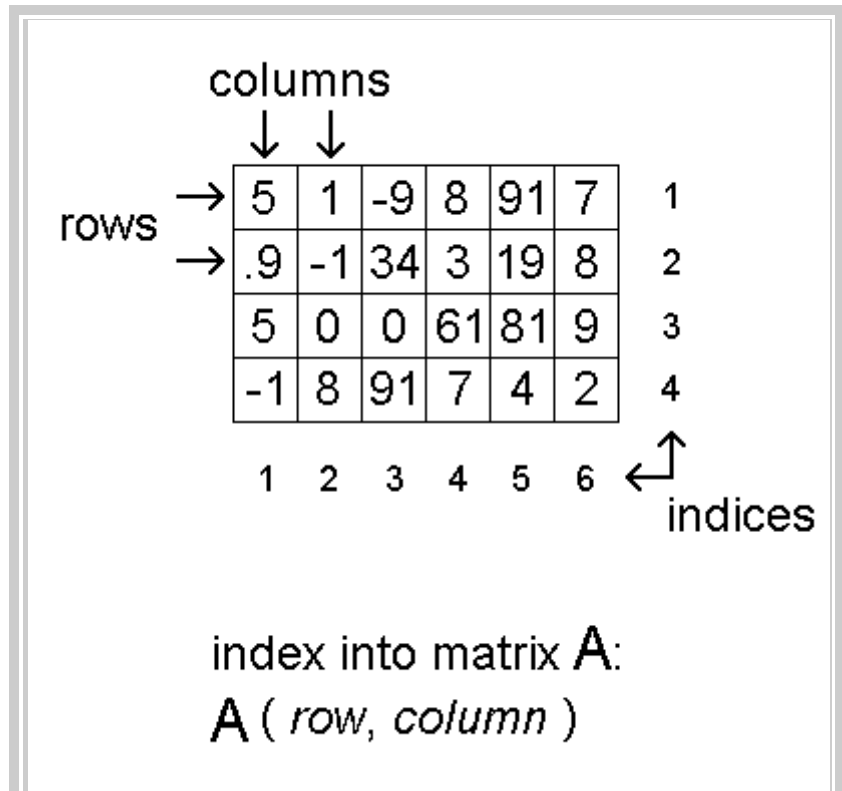 columns
rows
5 1 -9 8 91 7 1
.9 -1 34 3 19 8 2
5 0 0 61 81 9 3
-1 8 91 7 4 2 4
1 2 3 4 5 6
indices
index into matrix A:
A ( row, column )